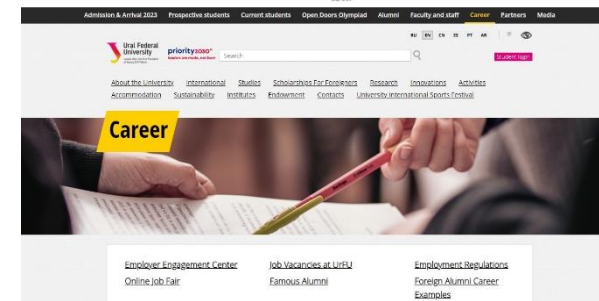 Career
Admission & Arrival 2023 Prospective students Current students Open Doors Olympiad Alumni Faculty and staff Career Partners Media
RU EN CN ES PT AR
Ural Federal
University
priority2030^
Search
Student login
About the University International Studies Scholarships For Foreigners Research Innovations Activities
Accommodation Sustainability Institutes Endowment Contacts University International Sports Festival
Career
Employer Engagement Center Job Vacancies at UrFU Employment Regulations
Online Job Fair Famous Alumni Foreign Alumni Career
Examples